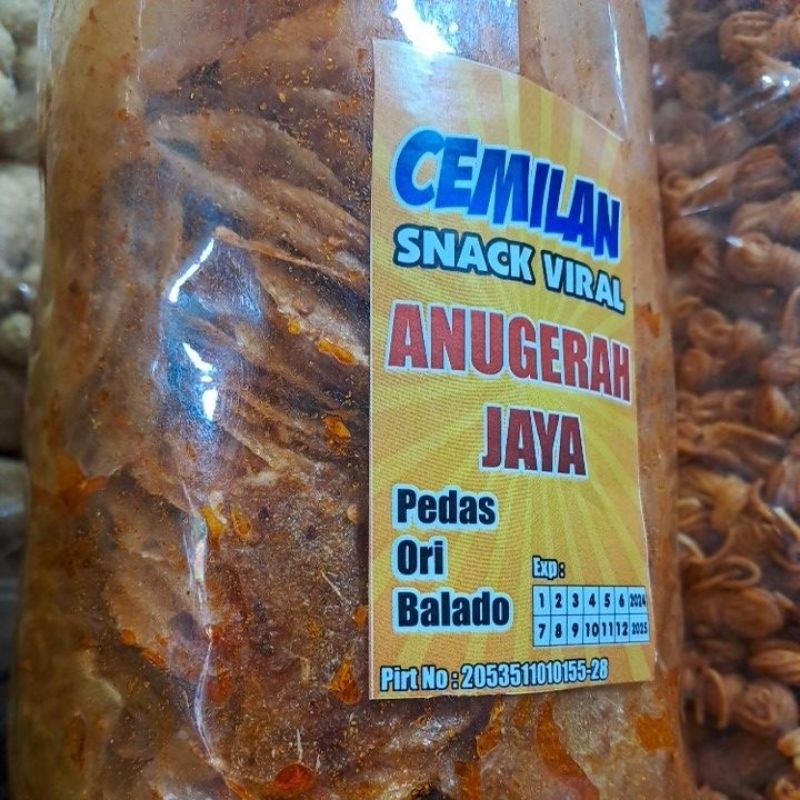 CEMILAN
SNACK VIRAL
ANUGERAH
JAYA
Pedas
Ori
Balado
Exp :
1 2 3 4 5 6 2024
7 8 9 10 11 12 2025
Pirt No : 2053511010155-28